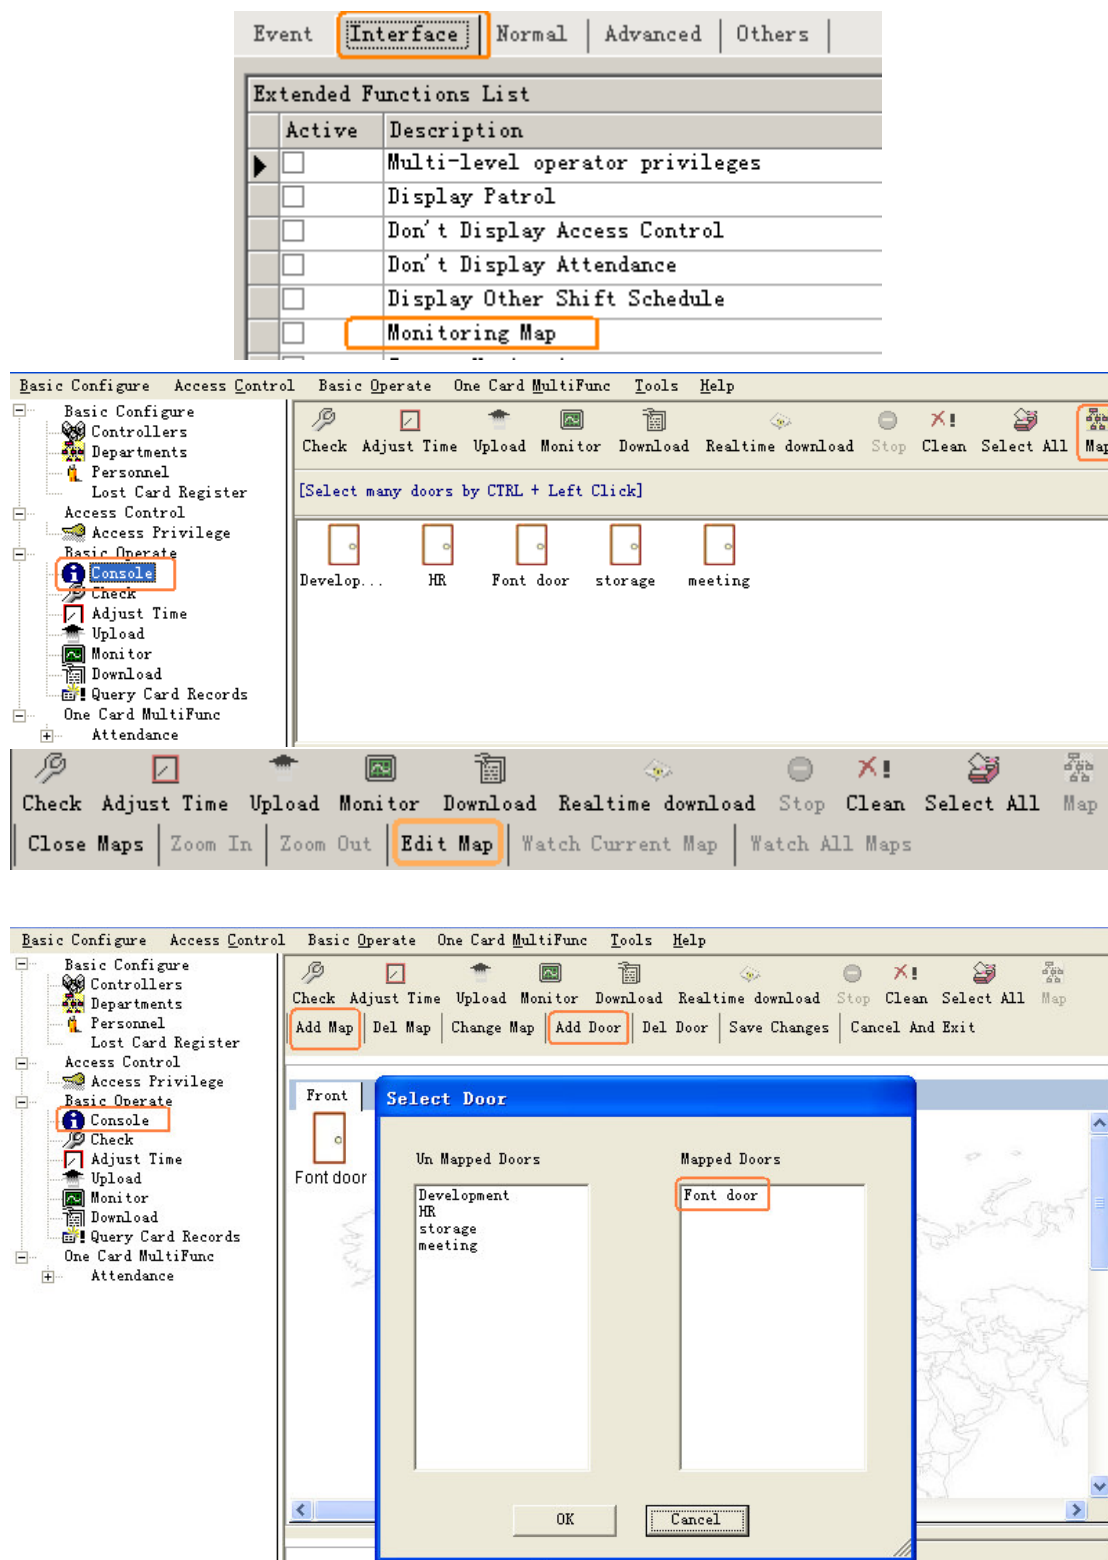 Event Interface Normal Advanced Others
Extended Functions List
Active Description
Multi-level operator privileges
Display Patrol
Don't Display Access Control
Don't Display Attendance
Display Other Shift Schedule
Monitoring Map
Basic Configure Access Control Basic Operate One Card MultiFunc Tools Help
Basic Configure
Controllers
Departments
Personnel
Lost Card Register
Access Control
Access Privilege
Basic Operate
Console
Check
Adjust Time
Upload
Monitor
Download
Query Card Records
One Card MultiFunc
Attendance
Check Adjust Time Upload Monitor Download Realtime download Stop Clean Select All Map
[Select many doors by CTRL + Left Click]
Develop... HR Font door storage meeting
Check Adjust Time Upload Monitor Download Realtime download Stop Clean Select All Map
Close Maps Zoom In Zoom Out Edit Map Watch Current Map Watch All Maps
Basic Configure Access Control Basic Operate One Card MultiFunc Tools Help
Basic Configure
Controllers
Departments
Personnel
Lost Card Register
Access Control
Access Privilege
Basic Operate
Console
Check
Adjust Time
Upload
Monitor
Download
Query Card Records
One Card MultiFunc
Attendance
Check Adjust Time Upload Monitor Download Realtime download Stop Clean Select All Map
Add Map Del Map Change Map Add Door Del Door Save Changes Cancel And Exit
Front
Font door
Select Door
Un Mapped Doors
Development
HR
storage
meeting
Mapped Doors
Font door
OK Cancel